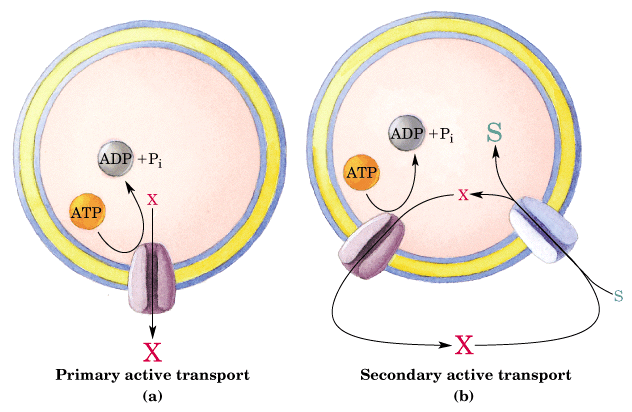 ADP +Pi
X
ATP
X
Primary active transport
(a)
ADP +Pi
S
ATP
X
S
X
Secondary active transport
(b)